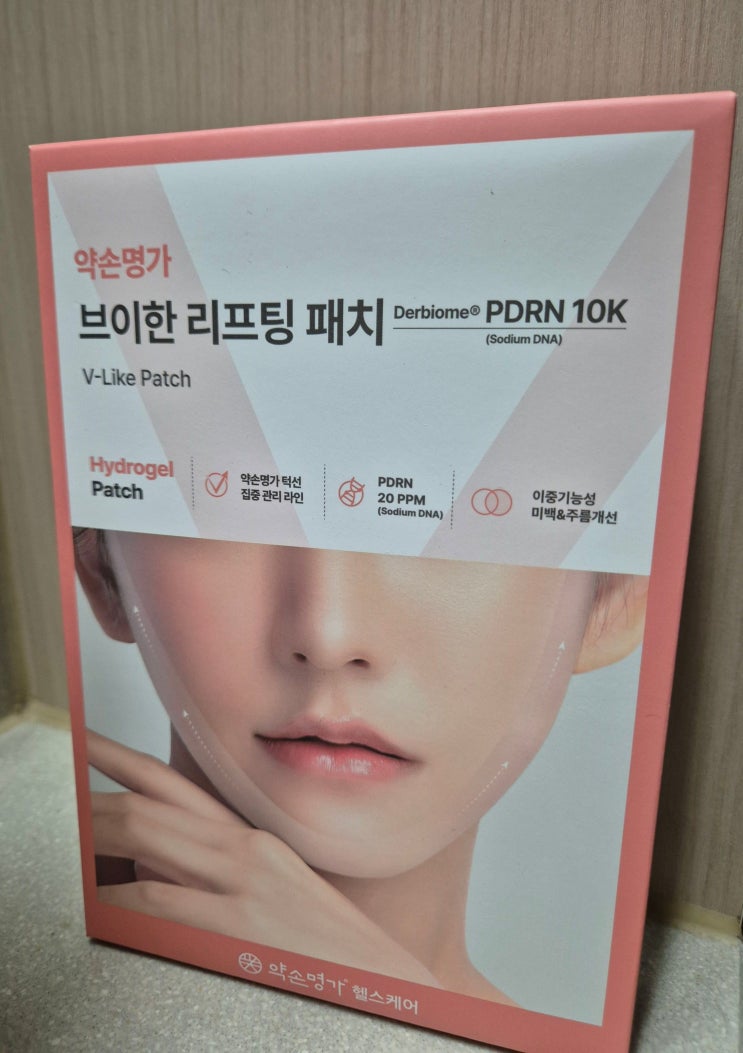 약손명가
브이한 리프팅 패치 Derbiome® PDRN 10K
(Sodium DNA)
V-Like Patch
Hydrogel
Patch
약손명가 턱선
집중 관리 라인
PDRN
20 PPM
(Sodium DNA)
이중기능성
미백&주름개선
약손명가® 헬스케어